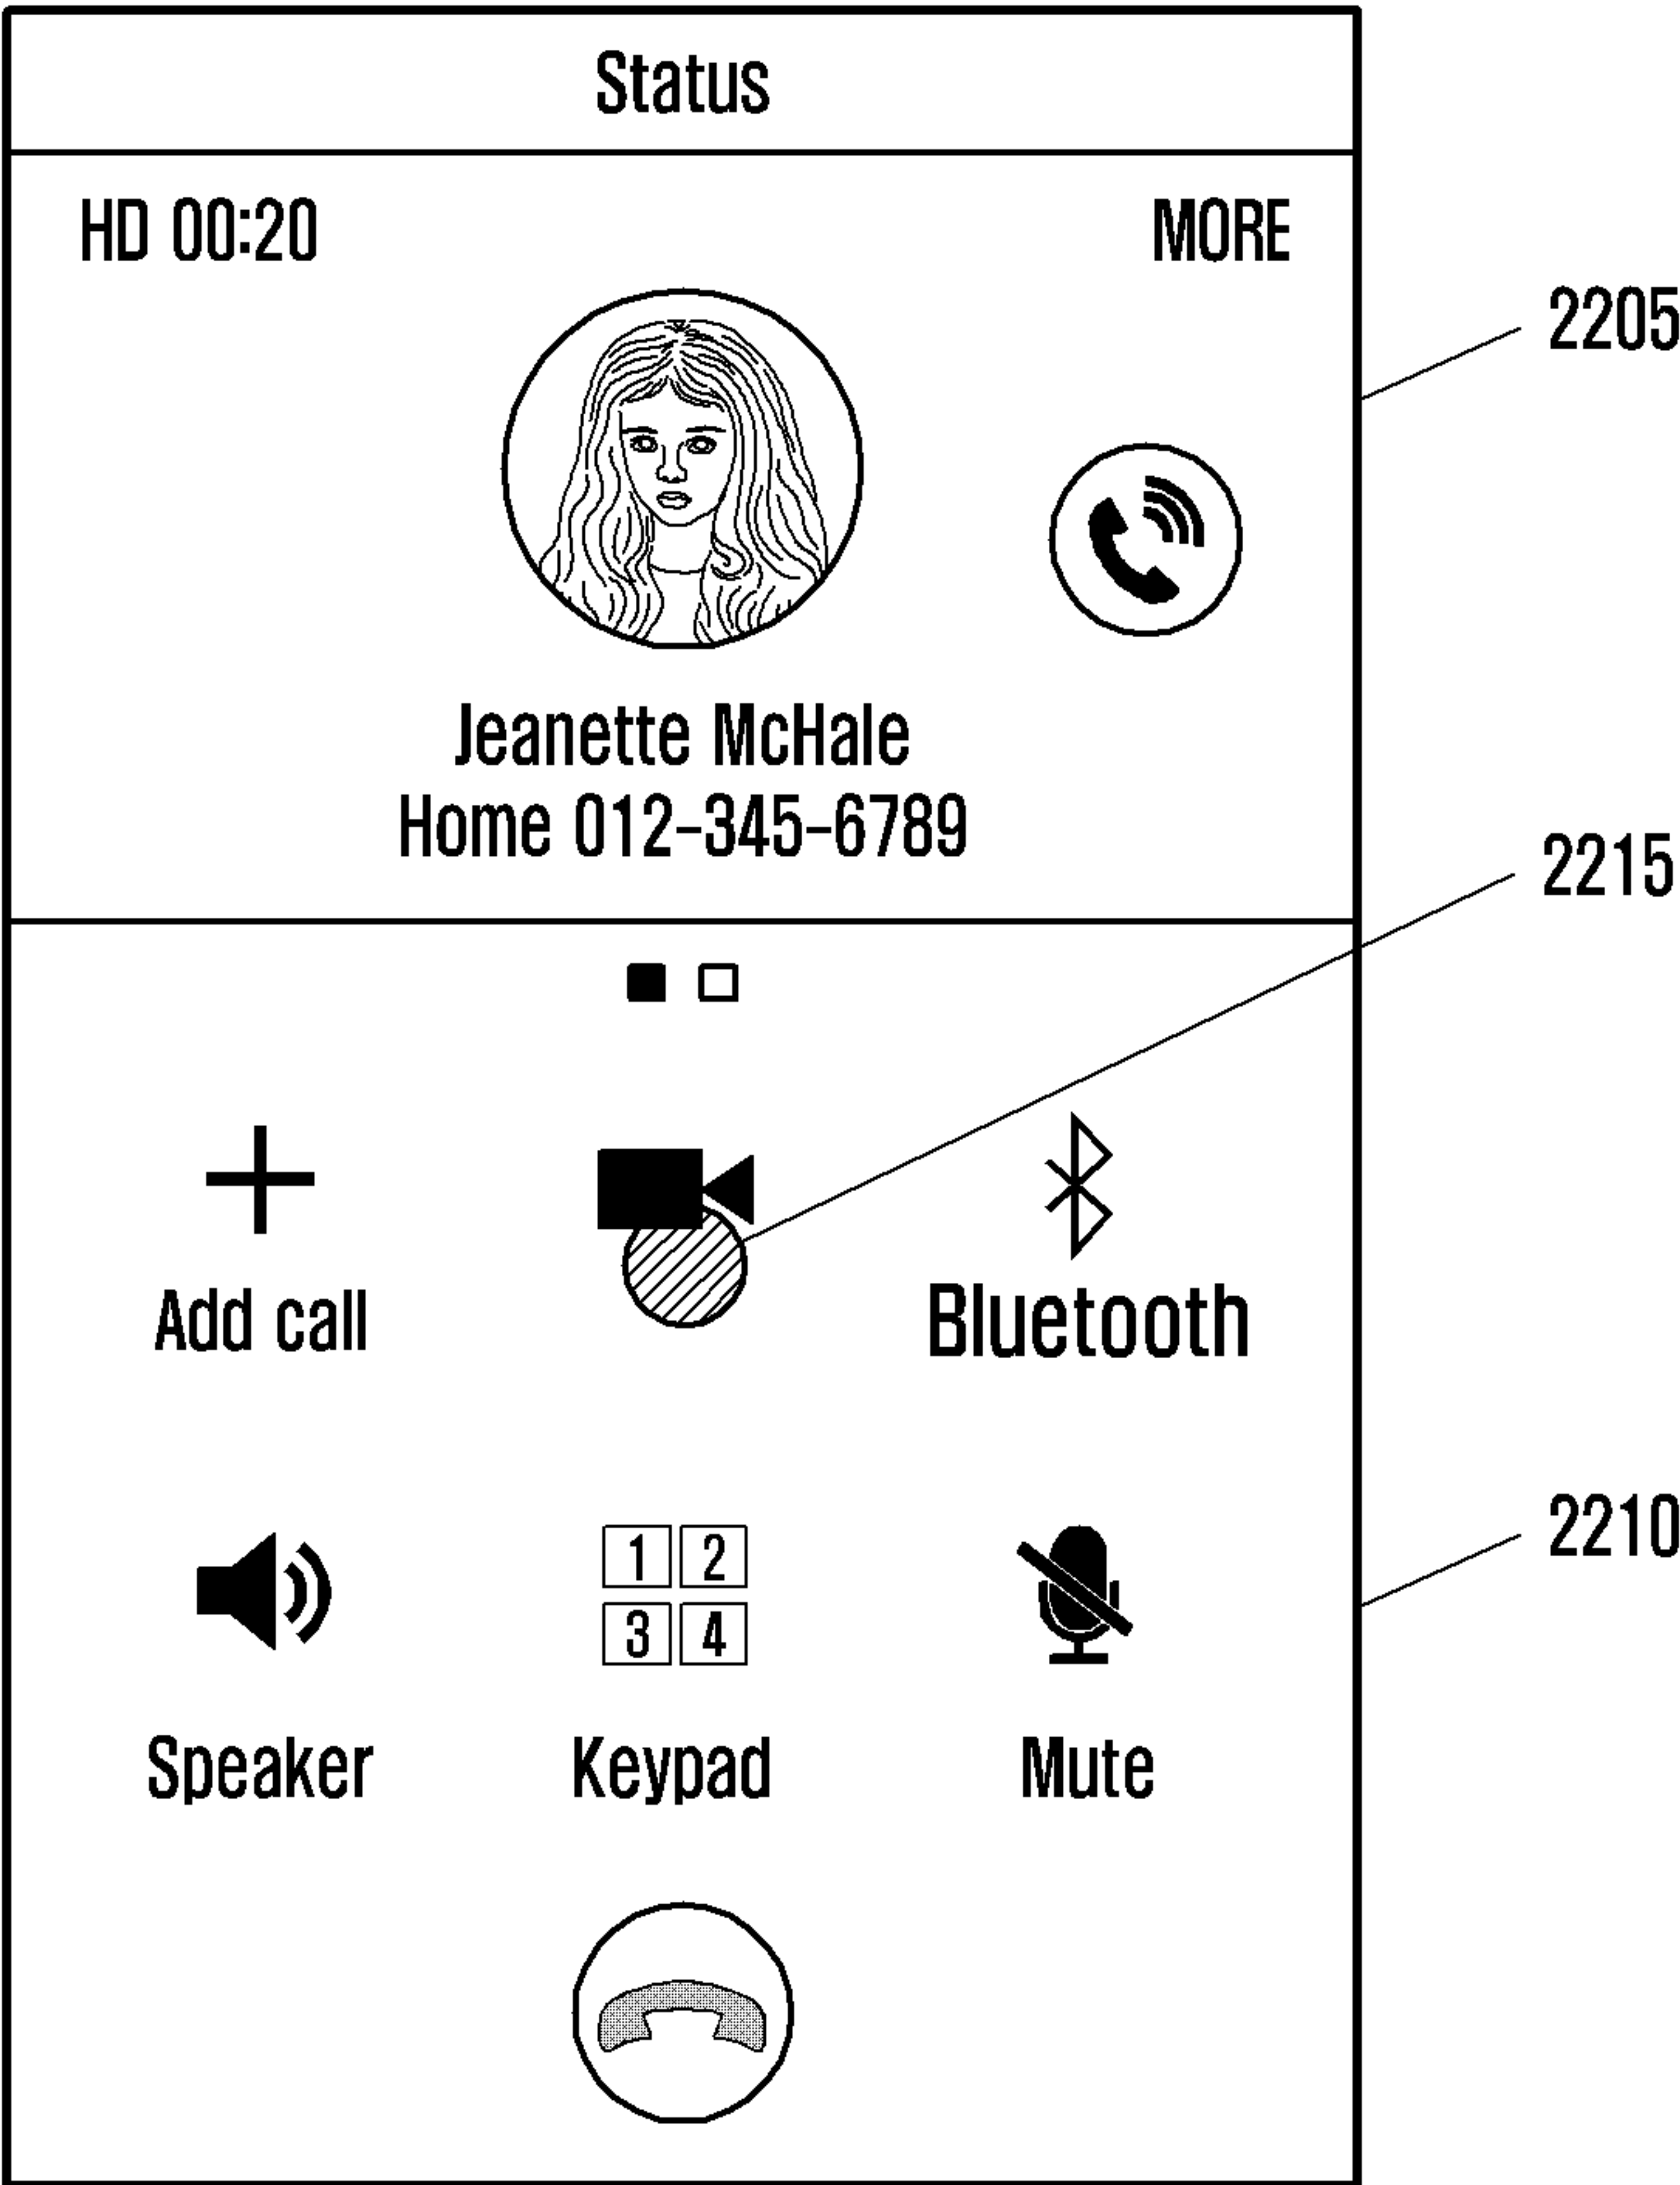 Status
HD 00:20 MORE
2205
Jeanette McHale
Home 012-345-6789
2215
Add call Bluetooth
2210
1 2
3 4
Speaker Keypad Mute